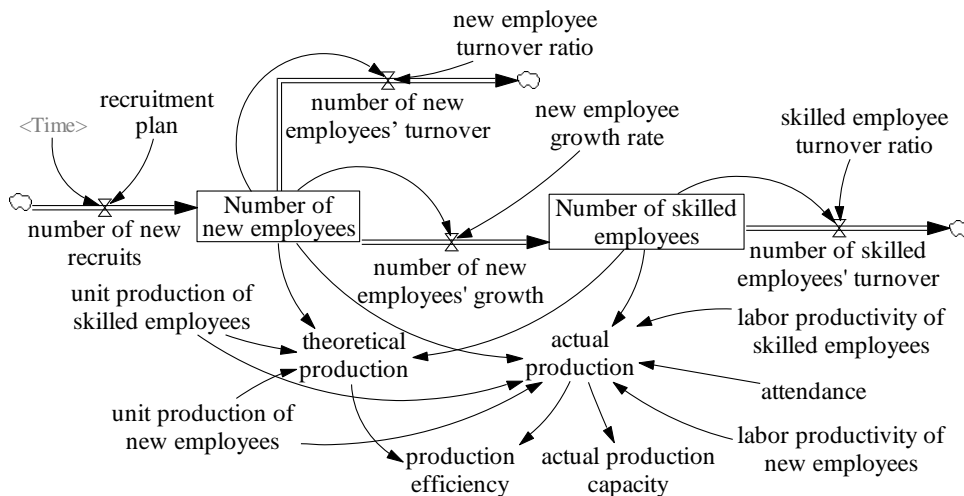 new employee
turnover ratio
recruitment
plan
<Time>
number of new
employees’ turnover
new employee
growth rate
skilled employee
turnover ratio
Number of
new employees
Number of skilled
employees
number of new
recruits
number of new
employees' growth
number of skilled
employees' turnover
unit production of
skilled employees
theoretical
production
actual
production
labor productivity of
skilled employees
attendance
unit production of
new employees
labor productivity of
new employees
production
efficiency
actual production
capacity